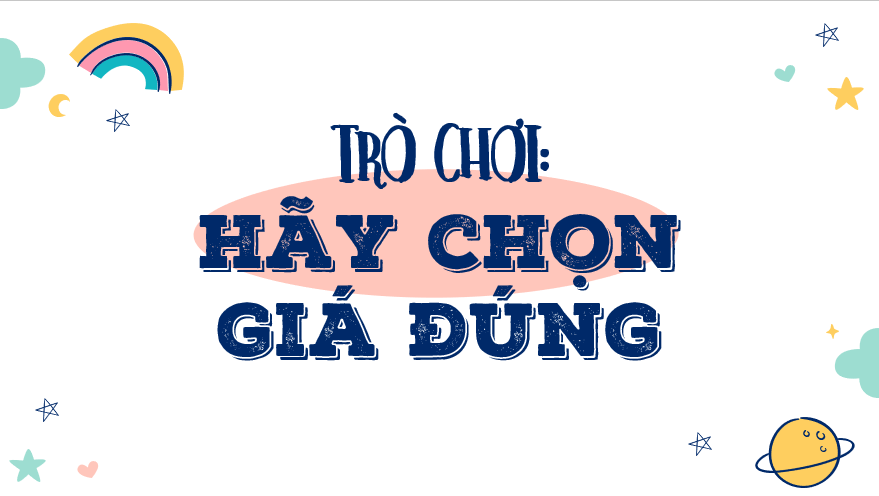 TRÒ CHƠI:
HÃY CHỌN
GIÁ ĐÚNG